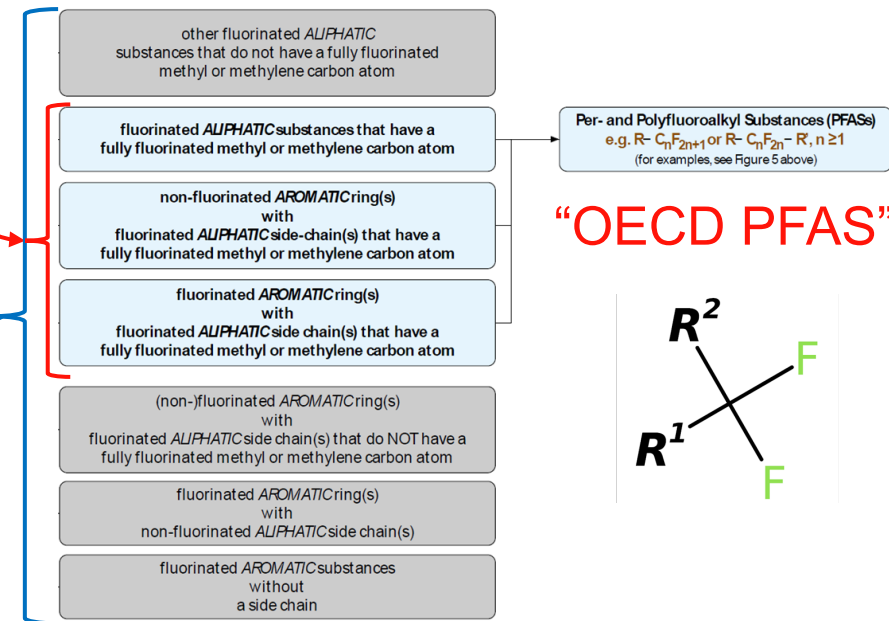 other fluorinated ALIPHATIC
substances that do not have a fully fluorinated
methyl or methylene carbon atom
fluorinated ALIPHATIC substances that have a
fully fluorinated methyl or methylene carbon atom
non-fluorinated AROMATIC ring(s)
with
fluorinated ALIPHATIC side-chain(s) that have a
fully fluorinated methyl or methylene carbon atom
fluorinated AROMATIC ring(s)
with
fluorinated ALIPHATIC side chain(s) that have a
fully fluorinated methyl or methylene carbon atom
(non-)fluorinated AROMATIC ring(s)
with
fluorinated ALIPHATIC side chain(s) that do NOT have a
fully fluorinated methyl or methylene carbon atom
fluorinated AROMATIC ring(s)
with
non-fluorinated ALIPHATIC side chain(s)
fluorinated AROMATIC substances
without
a side chain
Per- and Polyfluoroalkyl Substances (PFASs)
e.g. R– CnF2n+1 or R– CnF2n– R', n ≥1
(for examples, see Figure 5 above)
“OECD PFAS”
R2
F
R1
F